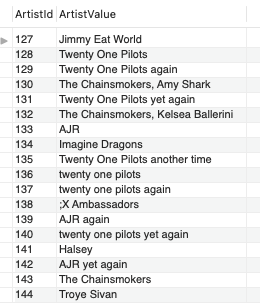 ArtistId ArtistValue
127 Jimmy Eat World
128 Twenty One Pilots
129 Twenty One Pilots again
130 The Chainsmokers, Amy Shark
131 Twenty One Pilots yet again
132 The Chainsmokers, Kelsea Ballerini
133 AJR
134 Imagine Dragons
135 Twenty One Pilots another time
136 twenty one pilots
137 twenty one pilots again
138 ;X Ambassadors
139 AJR again
140 twenty one pilots yet again
141 Halsey
142 AJR yet again
143 The Chainsmokers
144 Troye Sivan